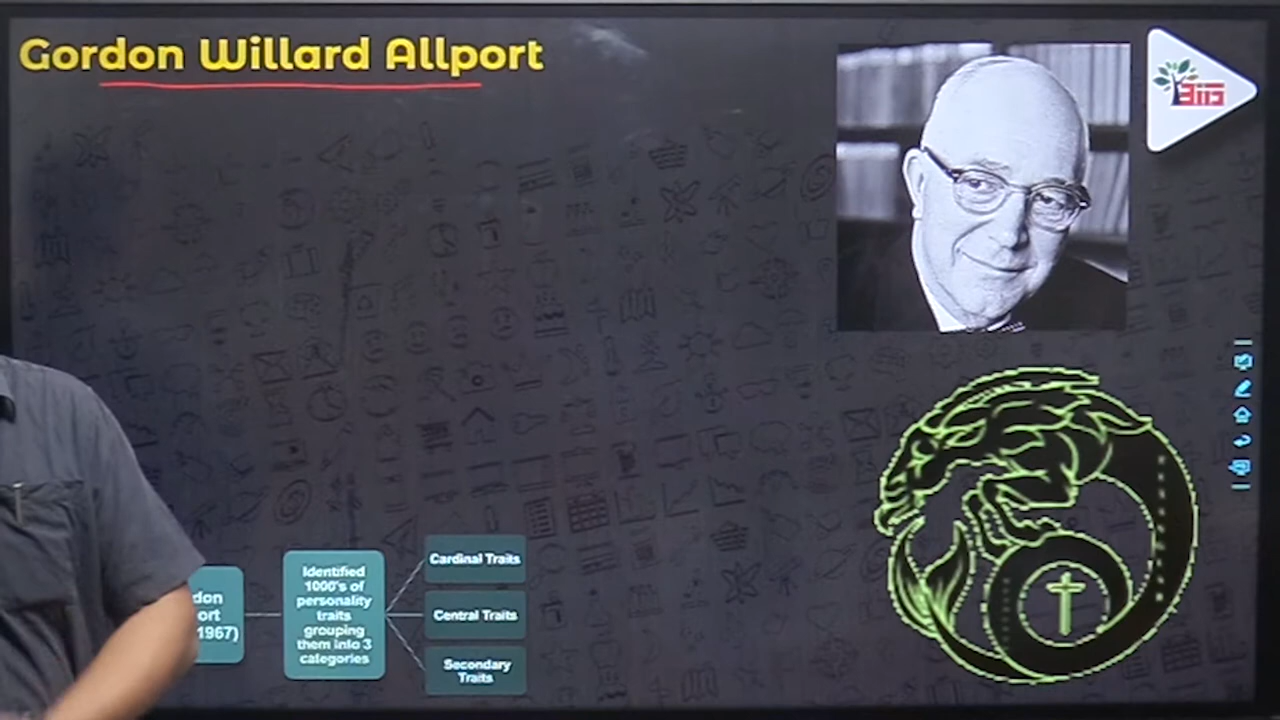 Gordon Willard Allport
don
ort
1967)
Identified
1000's of
personality
traits
grouping
them into 3
categories
Cardinal Traits
Central Traits
Secondary
Traits